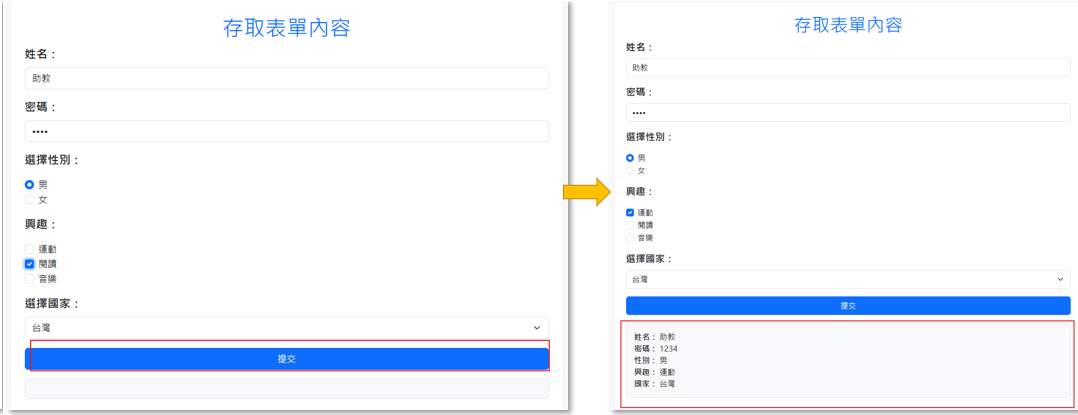 存取表單內容
姓名：
助教
密碼：
••••
選擇性別：
男
女
興趣：
運動
閱讀
音樂
選擇國家：
台灣
提交
存取表單內容
姓名：
助教
密碼：
••••
選擇性別：
男
女
興趣：
運動
閱讀
音樂
選擇國家：
台灣
提交
姓名： 助教
密碼： 1234
性別： 男
興趣： 運動
國家： 台灣